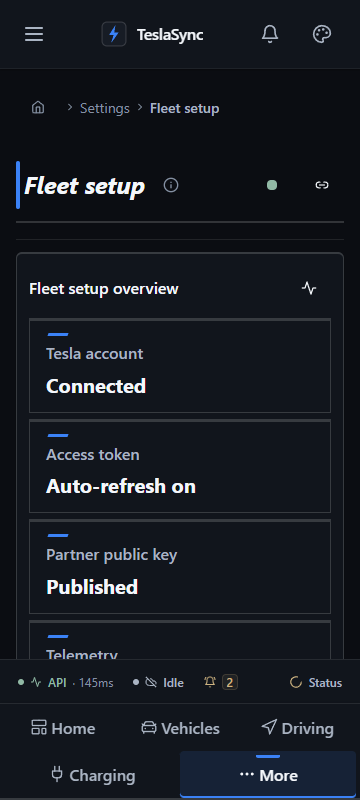 TeslaSync
Settings Fleet setup
Fleet setup
Fleet setup overview
Tesla account
Connected
Access token
Auto-refresh on
Partner public key
Published
Telemetry
API · 145ms Idle 2 Status
Home Vehicles Driving
Charging More